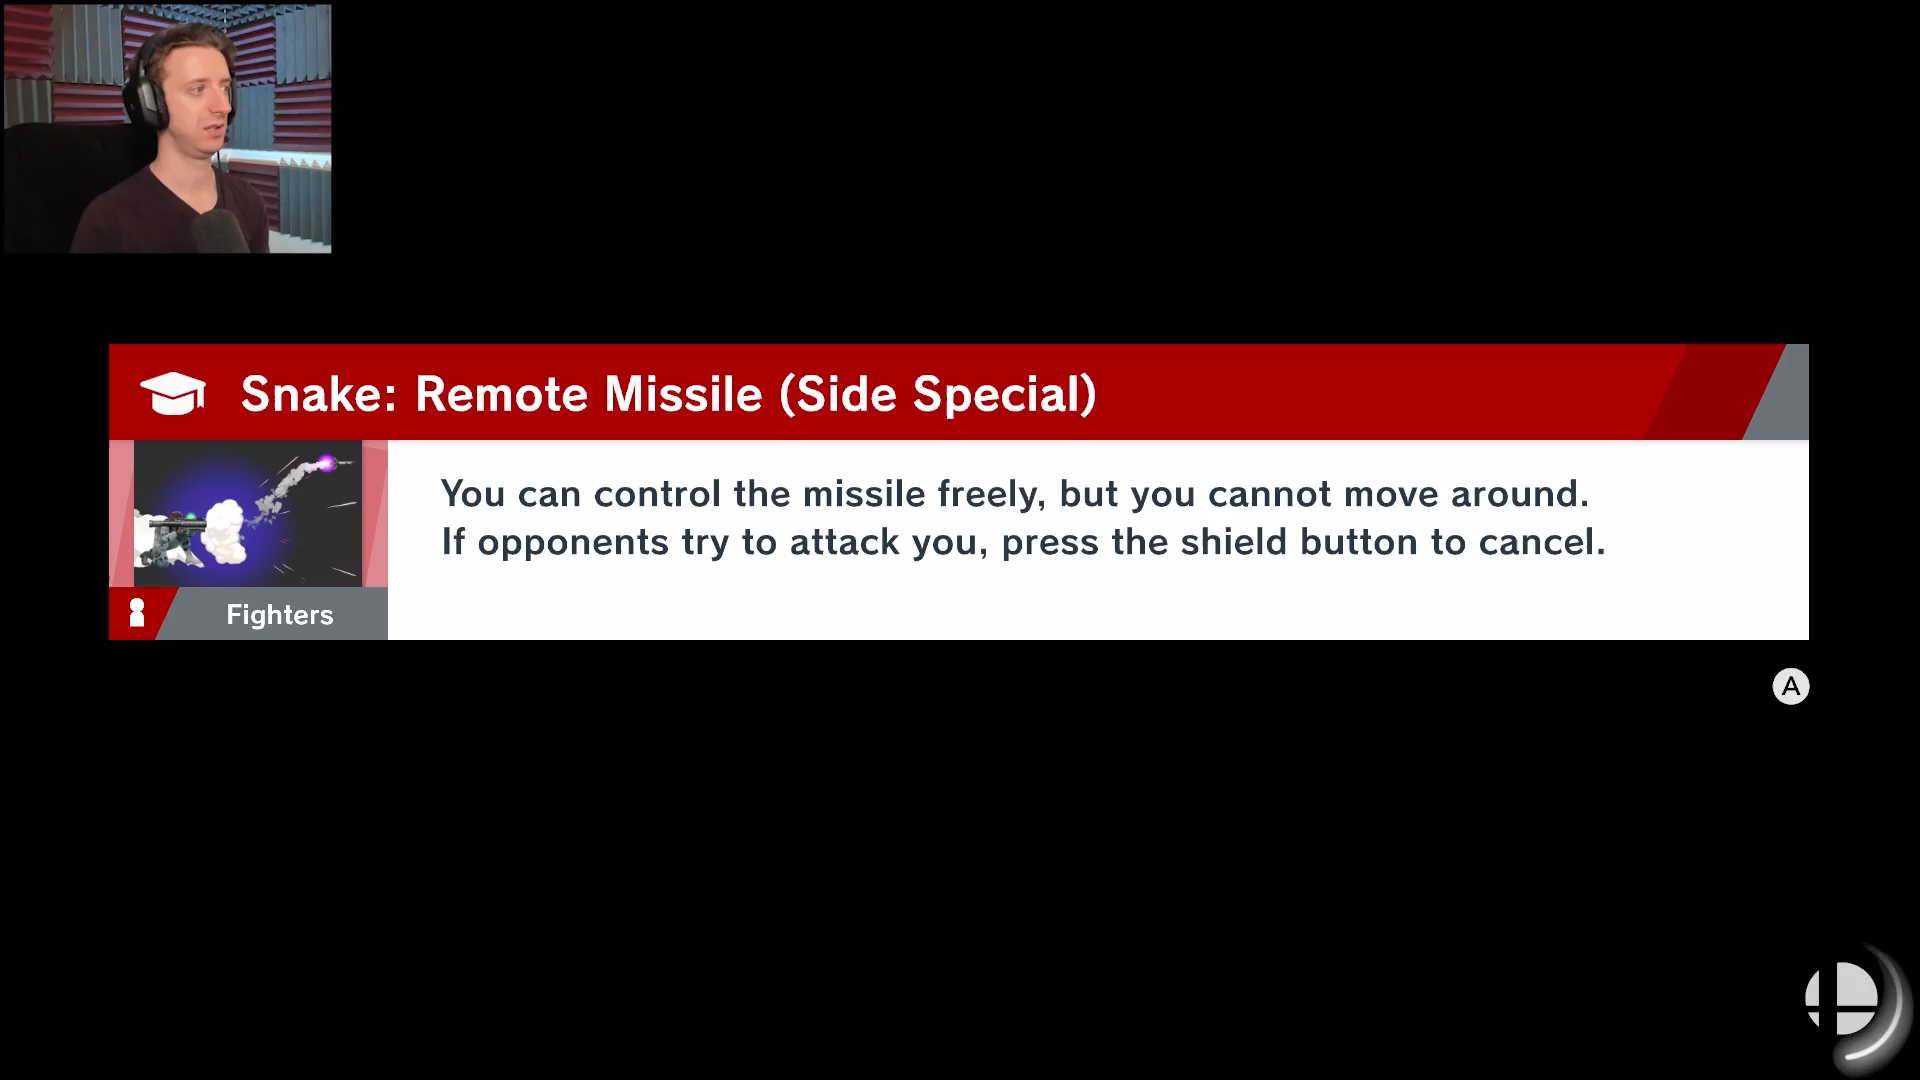 Snake: Remote Missile (Side Special)
You can control the missile freely, but you cannot move around.
If opponents try to attack you, press the shield button to cancel.
Fighters
A